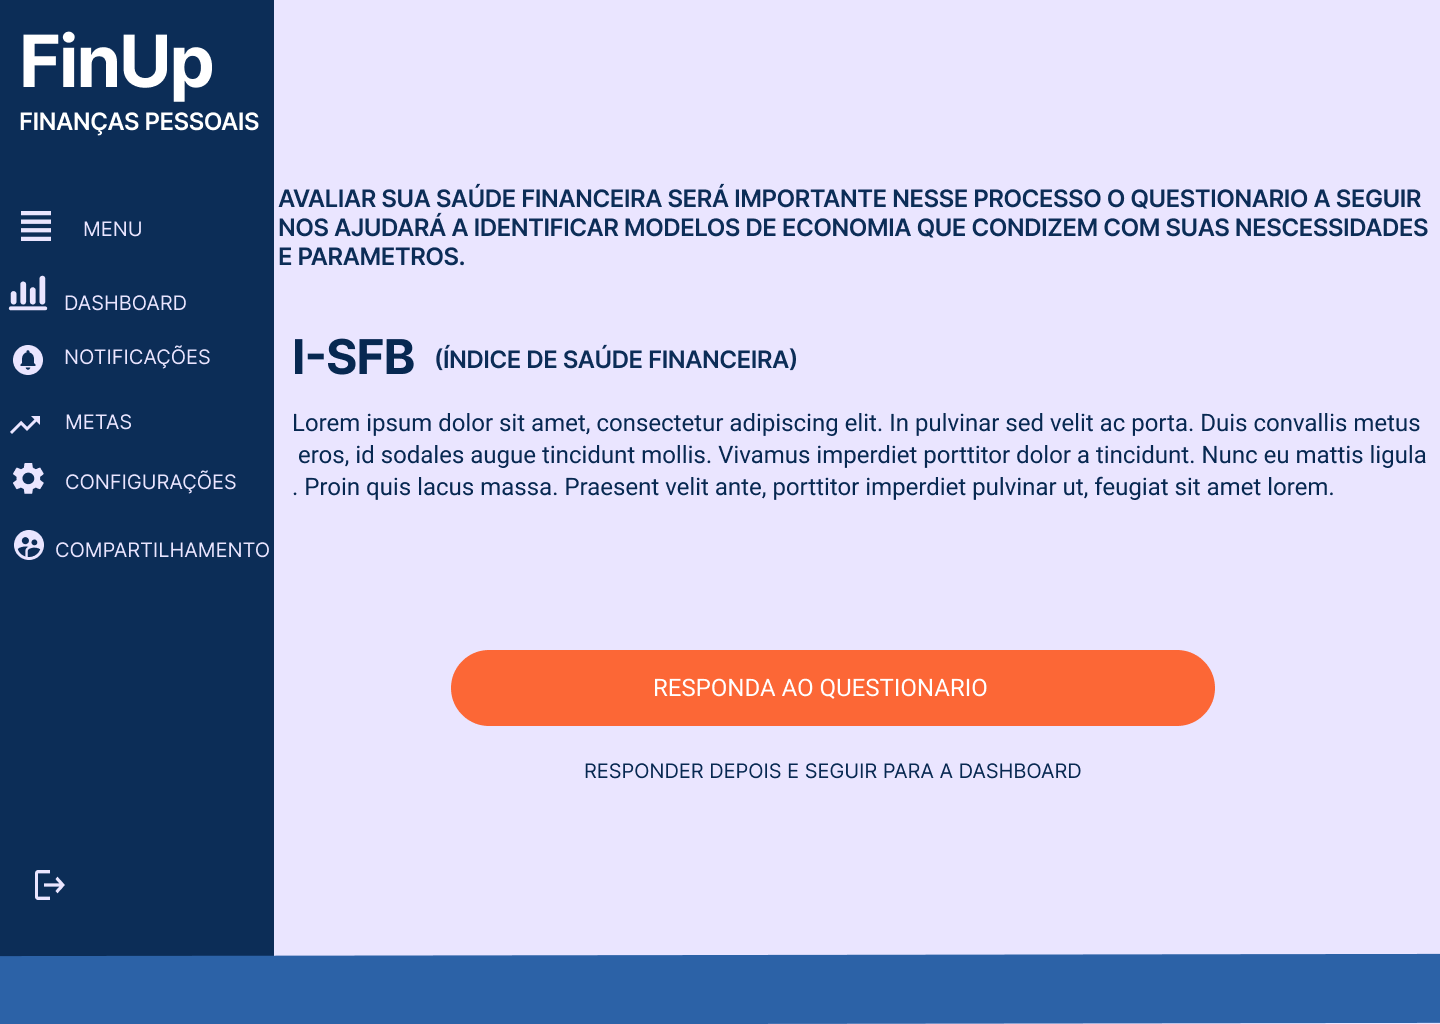 FinUp
FINANÇAS PESSOAIS
MENU
DASHBOARD
NOTIFICAÇÕES
METAS
CONFIGURAÇÕES
COMPARTILHAMENTO
AVALIAR SUA SAÚDE FINANCEIRA SERÁ IMPORTANTE NESSE PROCESSO O QUESTIONARIO A SEGUIR
NOS AJUDARÁ A IDENTIFICAR MODELOS DE ECONOMIA QUE CONDIZEM COM SUAS NESCESSIDADES
E PARAMETROS.
I-SFB (ÍNDICE DE SAÚDE FINANCEIRA)
Lorem ipsum dolor sit amet, consectetur adipiscing elit. In pulvinar sed velit ac porta. Duis convallis metus
eros, id sodales augue tincidunt mollis. Vivamus imperdiet porttitor dolor a tincidunt. Nunc eu mattis ligula
. Proin quis lacus massa. Praesent velit ante, porttitor imperdiet pulvinar ut, feugiat sit amet lorem.
RESPONDA AO QUESTIONARIO
RESPONDER DEPOIS E SEGUIR PARA A DASHBOARD